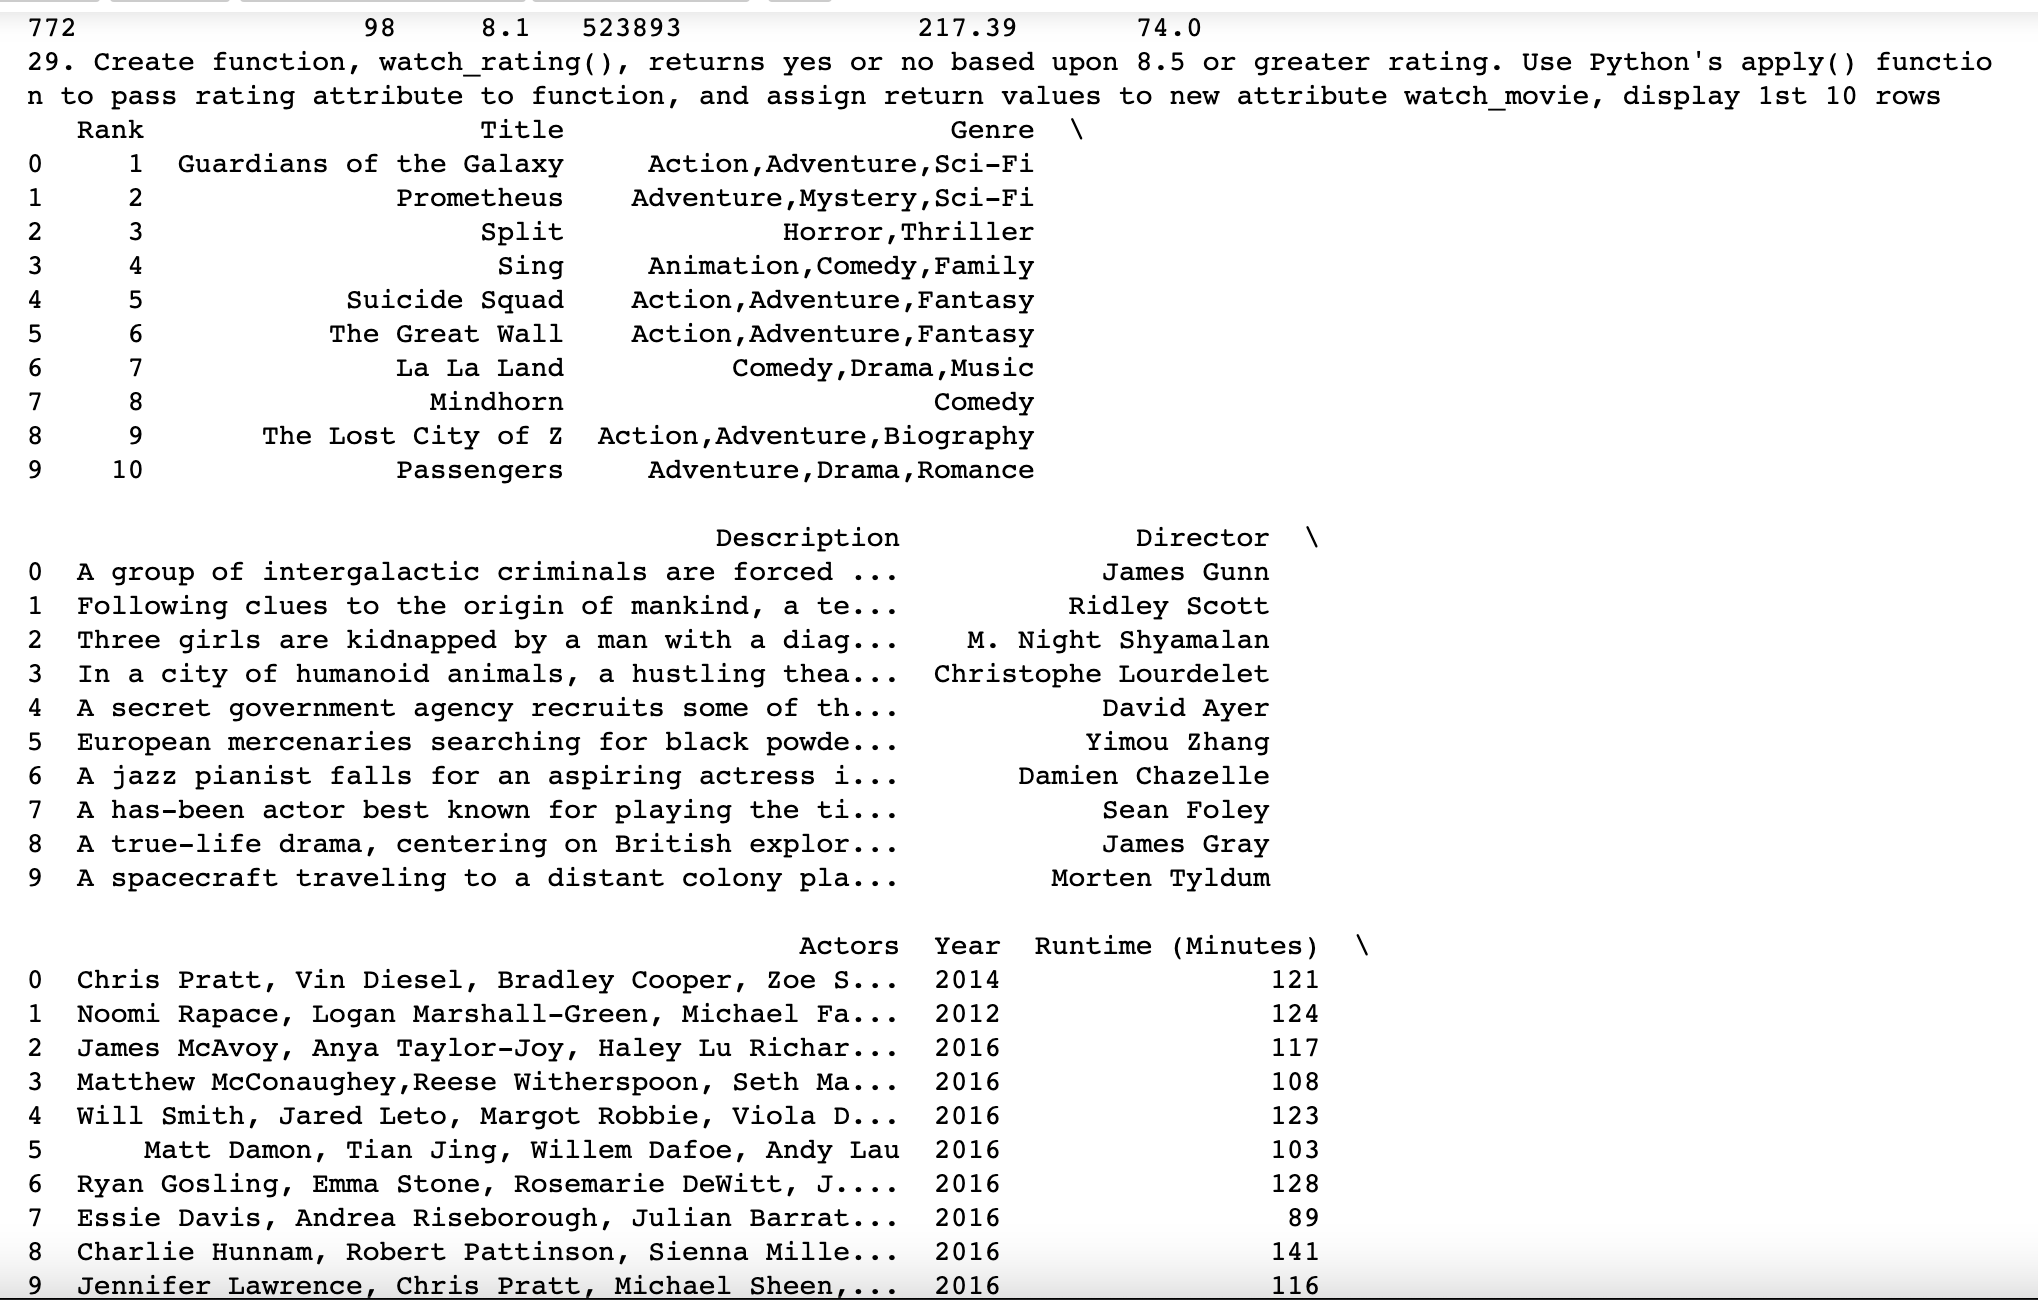 772 98 8.1 523893 217.39 74.0
29. Create function, watch_rating(), returns yes or no based upon 8.5 or greater rating. Use Python's apply() functio
n to pass rating attribute to function, and assign return values to new attribute watch_movie, display 1st 10 rows
Rank Title Genre \
0 1 Guardians of the Galaxy Action,Adventure,Sci-Fi
1 2 Prometheus Adventure,Mystery,Sci-Fi
2 3 Split Horror,Thriller
3 4 Sing Animation,Comedy,Family
4 5 Suicide Squad Action,Adventure,Fantasy
5 6 The Great Wall Action,Adventure,Fantasy
6 7 La La Land Comedy,Drama,Music
7 8 Mindhorn Comedy
8 9 The Lost City of Z Action,Adventure,Biography
9 10 Passengers Adventure,Drama,Romance
Description Director \
0 A group of intergalactic criminals are forced ... James Gunn
1 Following clues to the origin of mankind, a te... Ridley Scott
2 Three girls are kidnapped by a man with a diag... M. Night Shyamalan
3 In a city of humanoid animals, a hustling thea... Christophe Lourdelet
4 A secret government agency recruits some of th... David Ayer
5 European mercenaries searching for black powde... Yimou Zhang
6 A jazz pianist falls for an aspiring actress i... Damien Chazelle
7 A has-been actor best known for playing the ti... Sean Foley
8 A true-life drama, centering on British explor... James Gray
9 A spacecraft traveling to a distant colony pla... Morten Tyldum
Actors Year Runtime (Minutes) \
0 Chris Pratt, Vin Diesel, Bradley Cooper, Zoe S... 2014 121
1 Noomi Rapace, Logan Marshall-Green, Michael Fa... 2012 124
2 James McAvoy, Anya Taylor-Joy, Haley Lu Richar... 2016 117
3 Matthew McConaughey,Reese Witherspoon, Seth Ma... 2016 108
4 Will Smith, Jared Leto, Margot Robbie, Viola D... 2016 123
5 Matt Damon, Tian Jing, Willem Dafoe, Andy Lau 2016 103
6 Ryan Gosling, Emma Stone, Rosemarie DeWitt, J.... 2016 128
7 Essie Davis, Andrea Riseborough, Julian Barrat... 2016 89
8 Charlie Hunnam, Robert Pattinson, Sienna Mille... 2016 141
9 Jennifer Lawrence, Chris Pratt, Michael Sheen,... 2016 116